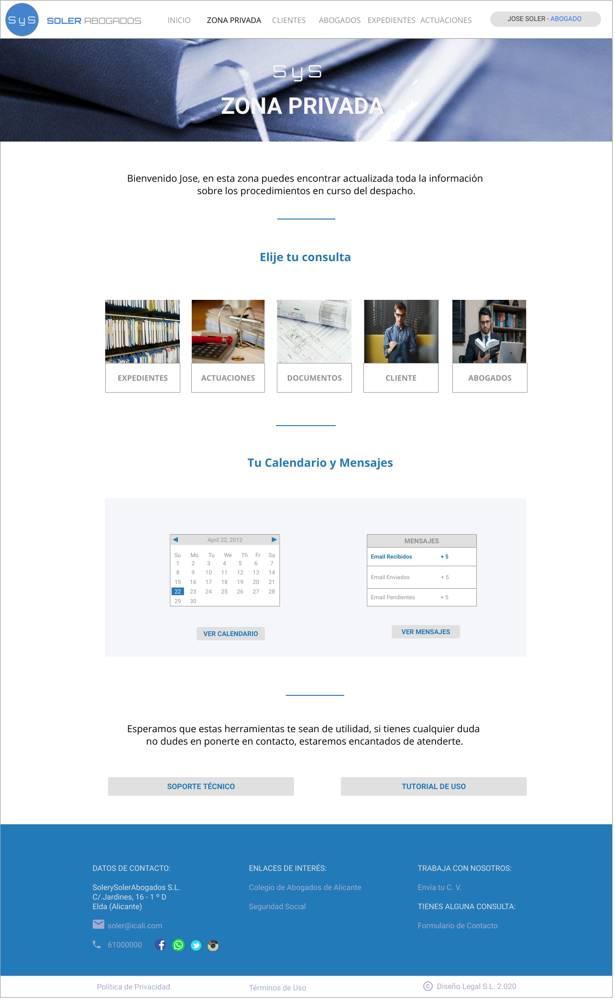 SyS SOLER ABOGADOS INICIO ZONA PRIVADA CLIENTES ABOGADOS EXPEDIENTES ACTUACIONES JOSE SOLER - ABOGADO
SyS
ZONA PRIVADA
Bienvenido Jose, en esta zona puedes encontrar actualizada toda la información
sobre los procedimientos en curso del despacho.
Elije tu consulta
EXPEDIENTES ACTUACIONES DOCUMENTOS CLIENTE ABOGADOS
Tu Calendario y Mensajes
April 22, 2012
Su Mo Tu We Th Fr Sa
1 2 3 4 5 6 7
8 9 10 11 12 13 14
15 16 17 18 19 20 21
22 23 24 25 26 27 28
29 30
VER CALENDARIO
MENSAJES
Email Recibidos + 5
Email Enviados + 5
Email Pendientes + 5
VER MENSAJES
Esperamos que estas herramientas te sean de utilidad, si tienes cualquier duda
no dudes en ponerte en contacto, estaremos encantados de atenderte.
SOPORTE TÉCNICO TUTORIAL DE USO
DATOS DE CONTACTO:
SolerySolerAbogados S.L.
C/.Jardines, 16 - 1 º D
Elda (Alicante)
soler@icali.com
61000000
ENLACES DE INTERÉS:
Colegio de Abogados de Alicante
Seguridad Social
TRABAJA CON NOSOTROS:
Envía tu C. V.
TIENES ALGUNA CONSULTA:
Formulario de Contacto
Política de Privacidad Términos de Uso © Diseño Legal S.L. 2.020